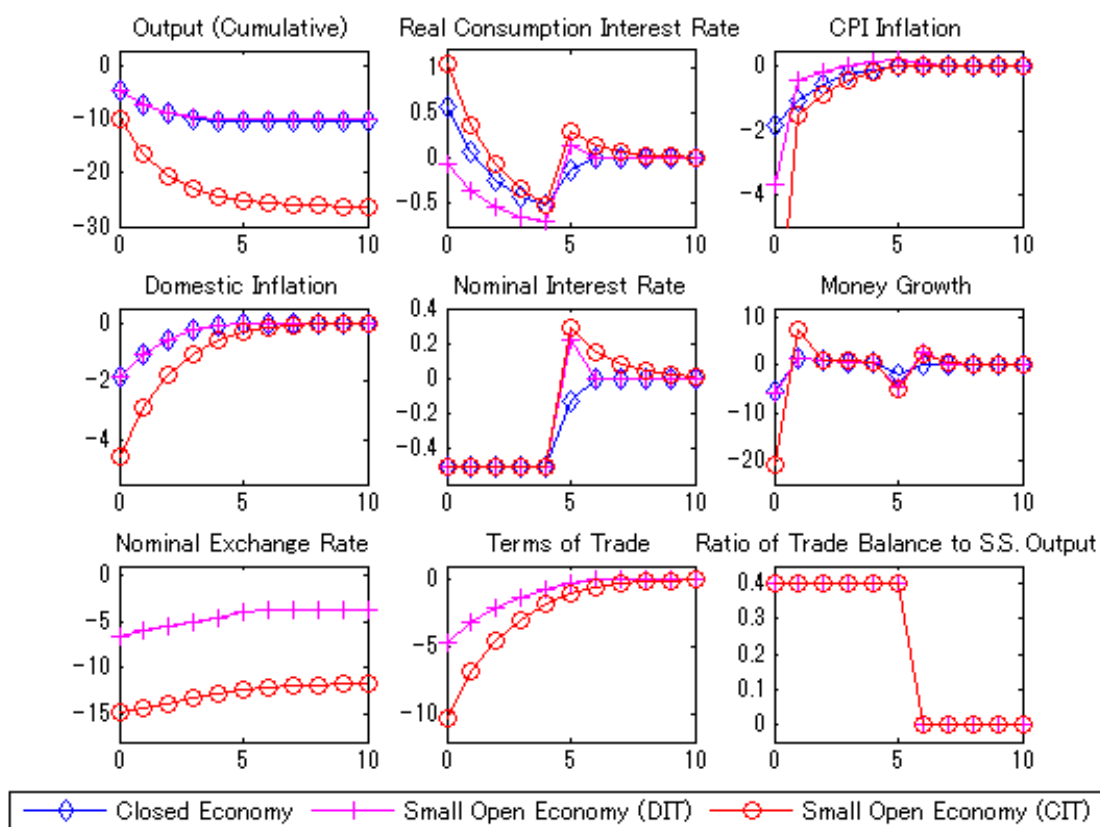 Output (Cumulative) Real Consumption Interest Rate CPI Inflation
0
-10
-20
-30
0 5 10
1
0.5
0
-0.5
0 5 10
0
-2
-4
0 5 10
Domestic Inflation Nominal Interest Rate Money Growth
0
-2
-4
0 5 10
0.4
0.2
0
-0.2
-0.4
0 5 10
10
0
-10
-20
0 5 10
Nominal Exchange Rate Terms of Trade Ratio of Trade Balance to S.S. Output
0
-5
-10
-15
0 5 10
0
-5
-10
0 5 10
0.4
0.3
0.2
0.1
0
0 5 10
Closed Economy Small Open Economy (DIT) Small Open Economy (CIT)